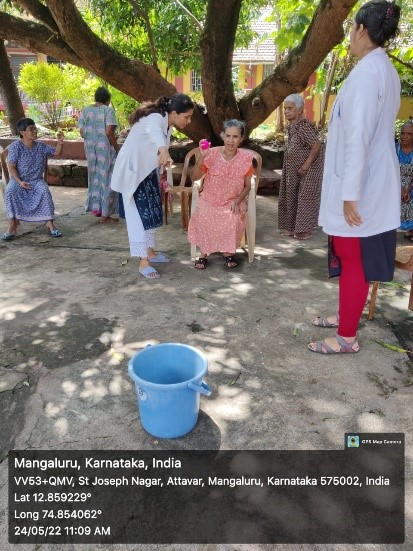 GPS Map Camera
Mangaluru, Karnataka, India
VV53+QMV, St Joseph Nagar, Attavar, Mangaluru, Karnataka 575002, India
Lat 12.859229°
Long 74.854062°
24/05/22 11:09 AM